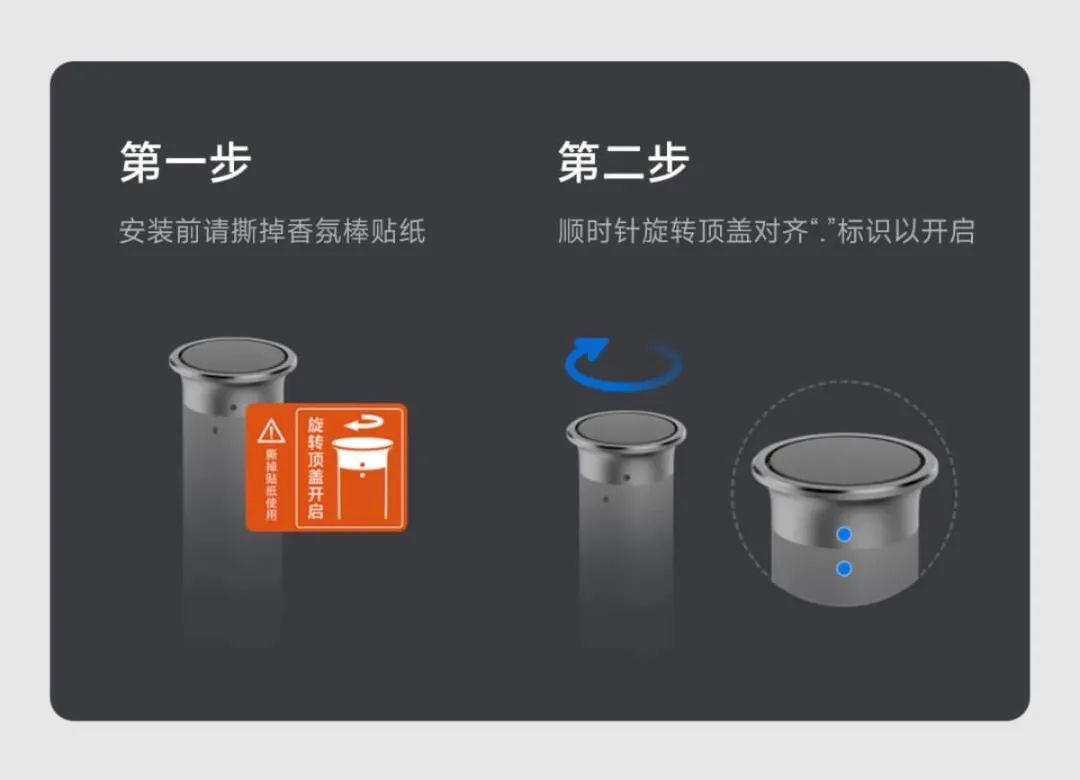 第一步
安装前请撕掉香氛棒贴纸
第二步
顺时针旋转顶盖对齐“.”标识以开启
撕掉贴纸使用
旋转顶盖开启